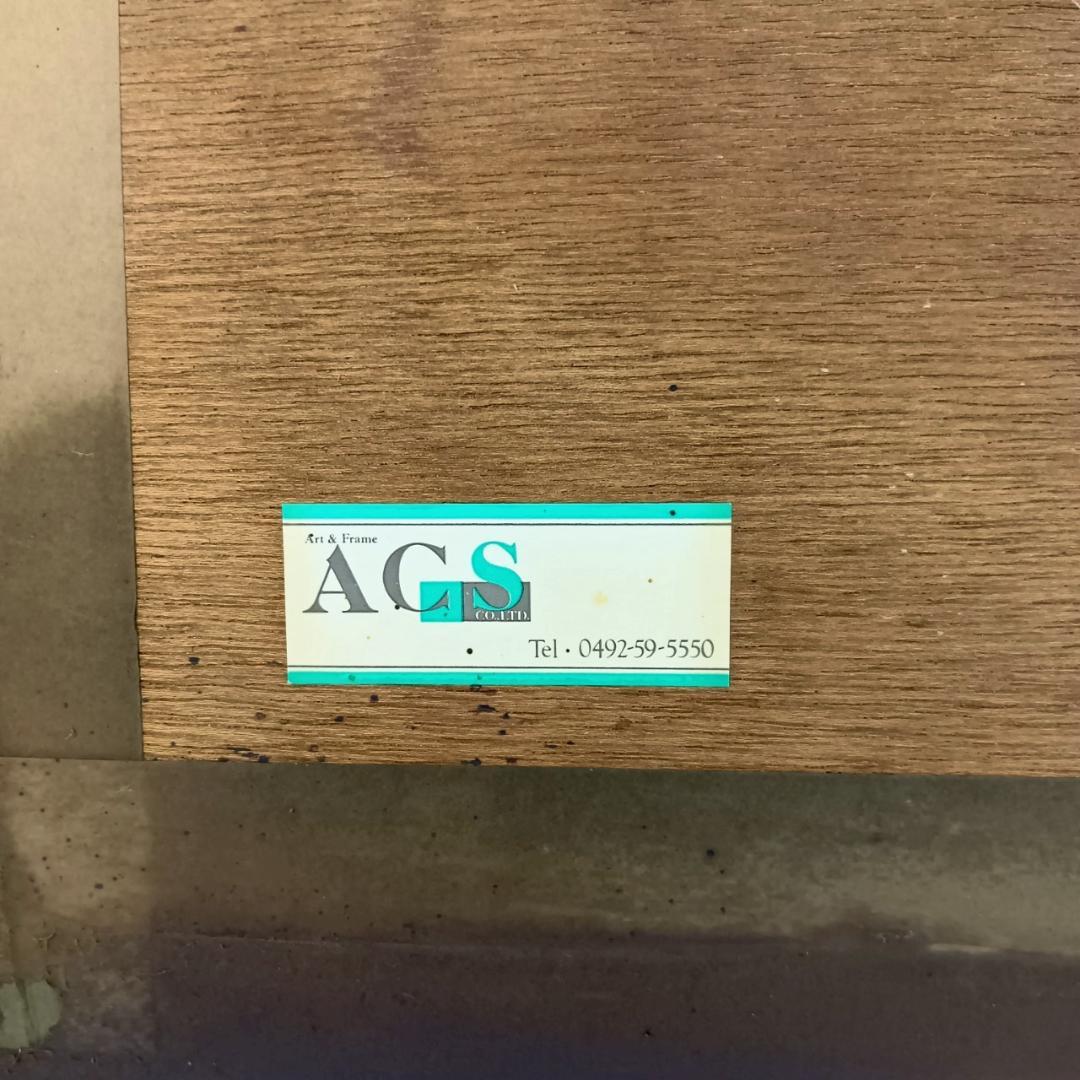 Art & Frame
ACS
CO.LTD.
Tel・0492-59-5550